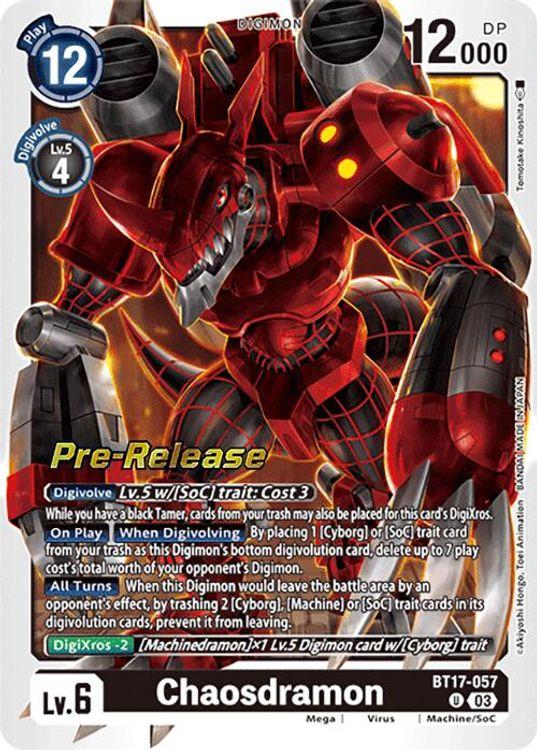 Play
12
DIGIMON
DP
12000
Digivolve
Lv.5
4
Tomotake Kinoshita
Pre-Release
Digivolve Lv.5 w/[SoC] trait: Cost 3
While you have a black Tamer, cards from your trash may also be placed for this card's DigiXros.
On Play When Digivolving By placing 1 [Cyborg] or [SoC] trait card
from your trash as this Digimon's bottom digivolution card, delete up to 7 play
cost's total worth of your opponent's Digimon.
All Turns When this Digimon would leave the battle area by an
opponent's effect, by trashing 2 [Cyborg], [Machine] or [SoC] trait cards in its
digivolution cards, prevent it from leaving.
DigiXros -2 [Machinedramon]×1 Lv.5 Digimon card w/[Cyborg] trait
©Akiyoshi Hongo, Toei Animation BANDAI MADE IN JAPAN
Lv.6
Chaosdramon
BT17-057
U 03
Mega Virus Machine/SoC